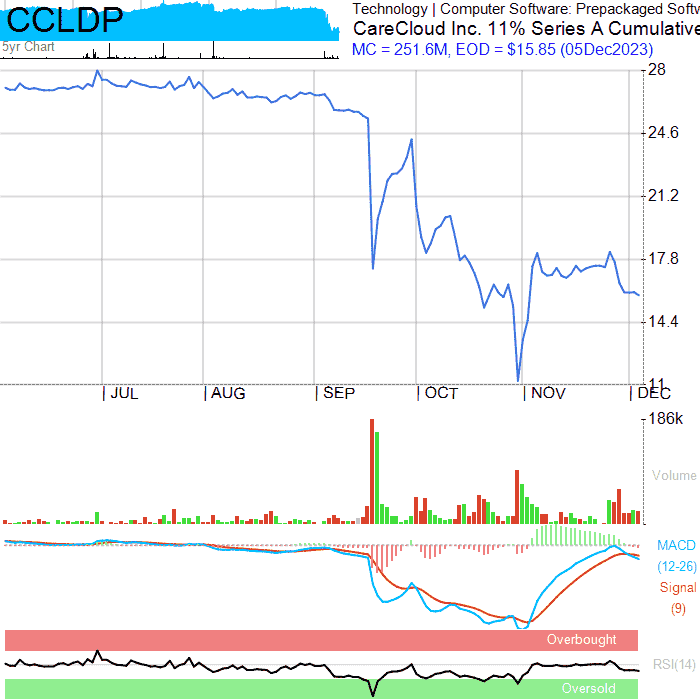 CCLDP
Technology | Computer Software: Prepackaged Softw
CareCloud Inc. 11% Series A Cumulative
5yr Chart
MC = 251.6M, EOD = $15.85 (05Dec2023)
28
24.6
21.2
17.8
14.4
11
| JUL
| AUG
| SEP
| OCT
| NOV
| DEC
186k
Volume
MACD
(12-26)
Signal
(9)
Overbought
RSI(14)
Oversold